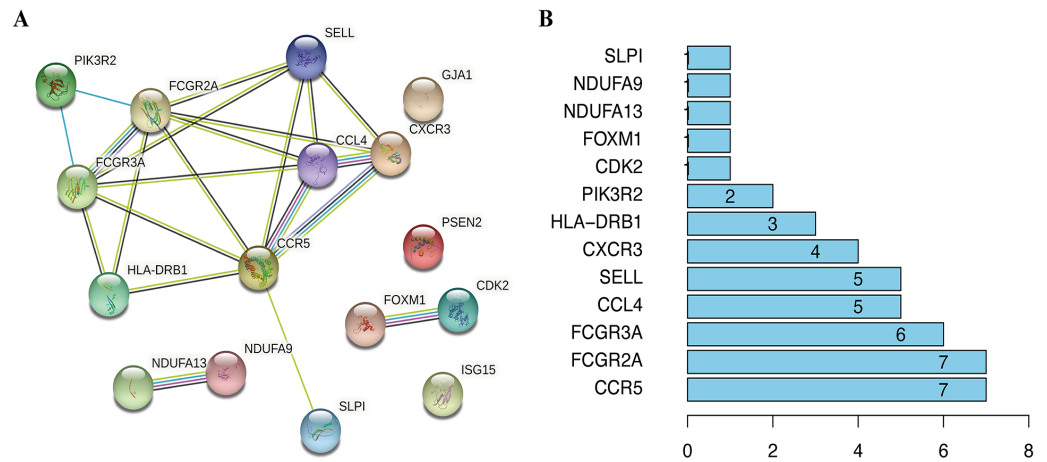 A
SELL
PIK3R2
GJA1
FCGR2A
CXCR3
CCL4
FCGR3A
PSEN2
CCR5
HLA-DRB1
CDK2
FOXM1
NDUFA9
NDUFA13
ISG15
SLPI
B
SLPI
NDUFA9
NDUFA13
FOXM1
CDK2
PIK3R2 2
HLA−DRB1 3
CXCR3 4
SELL 5
CCL4 5
FCGR3A 6
FCGR2A 7
CCR5 7
0 2 4 6 8